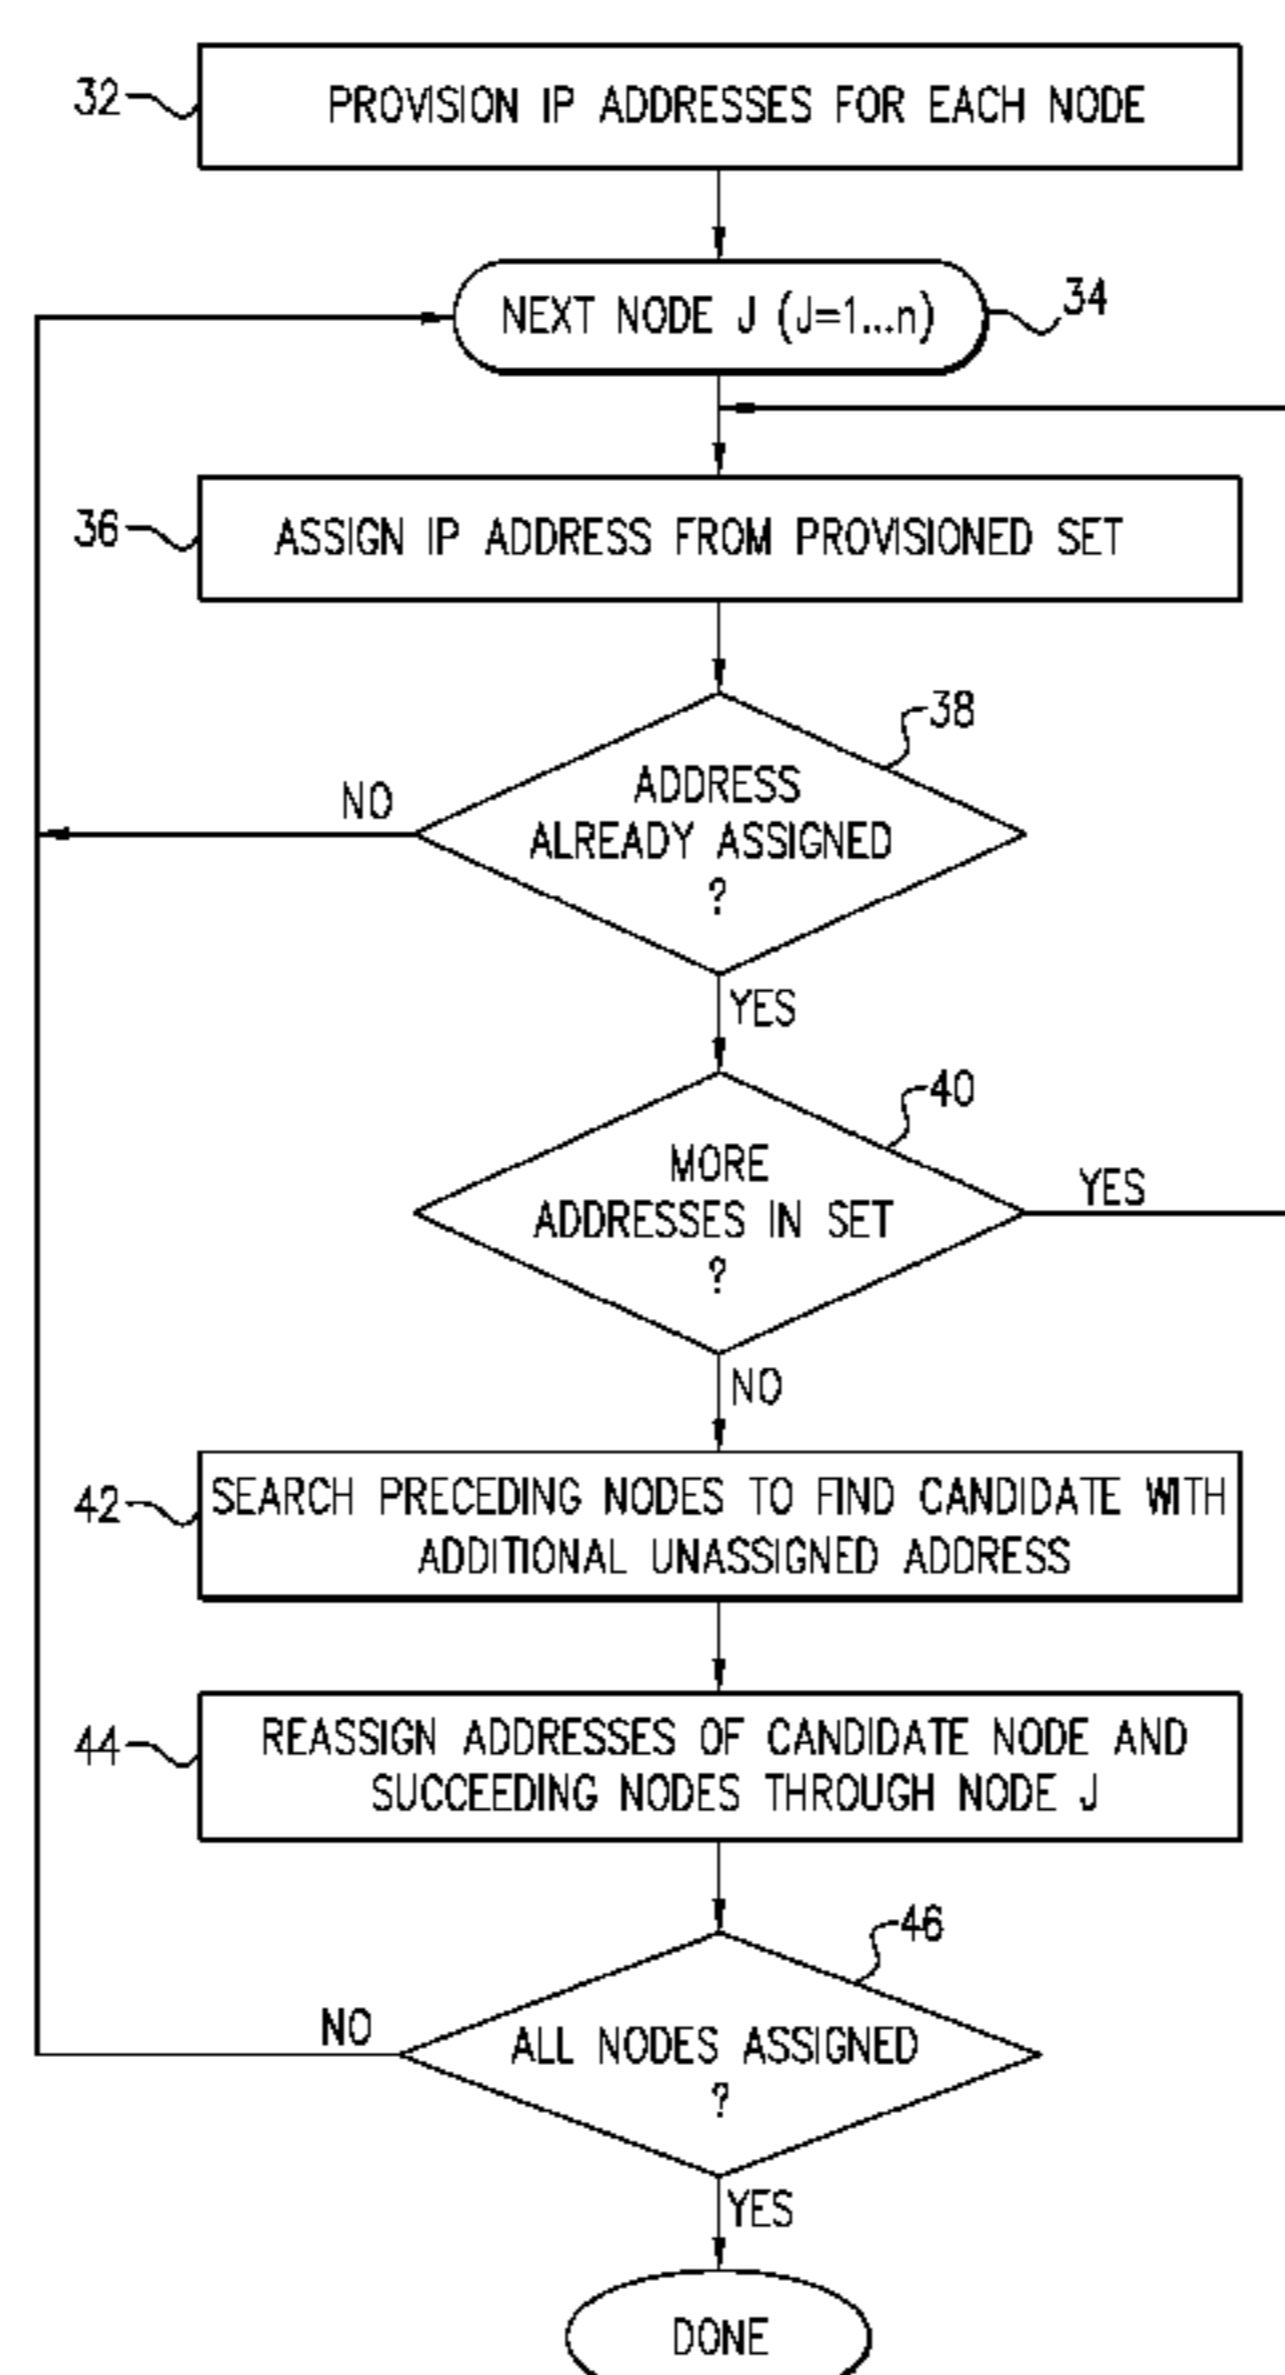 32
PROVISION IP ADDRESSES FOR EACH NODE
NEXT NODE J (J=1...n)
34
36
ASSIGN IP ADDRESS FROM PROVISIONED SET
38
ADDRESS
ALREADY ASSIGNED
?
NO
YES
40
MORE
ADDRESSES IN SET
?
YES
NO
42
SEARCH PRECEDING NODES TO FIND CANDIDATE WITH
ADDITIONAL UNASSIGNED ADDRESS
44
REASSIGN ADDRESSES OF CANDIDATE NODE AND
SUCCEEDING NODES THROUGH NODE J
46
ALL NODES ASSIGNED
?
NO
YES
DONE